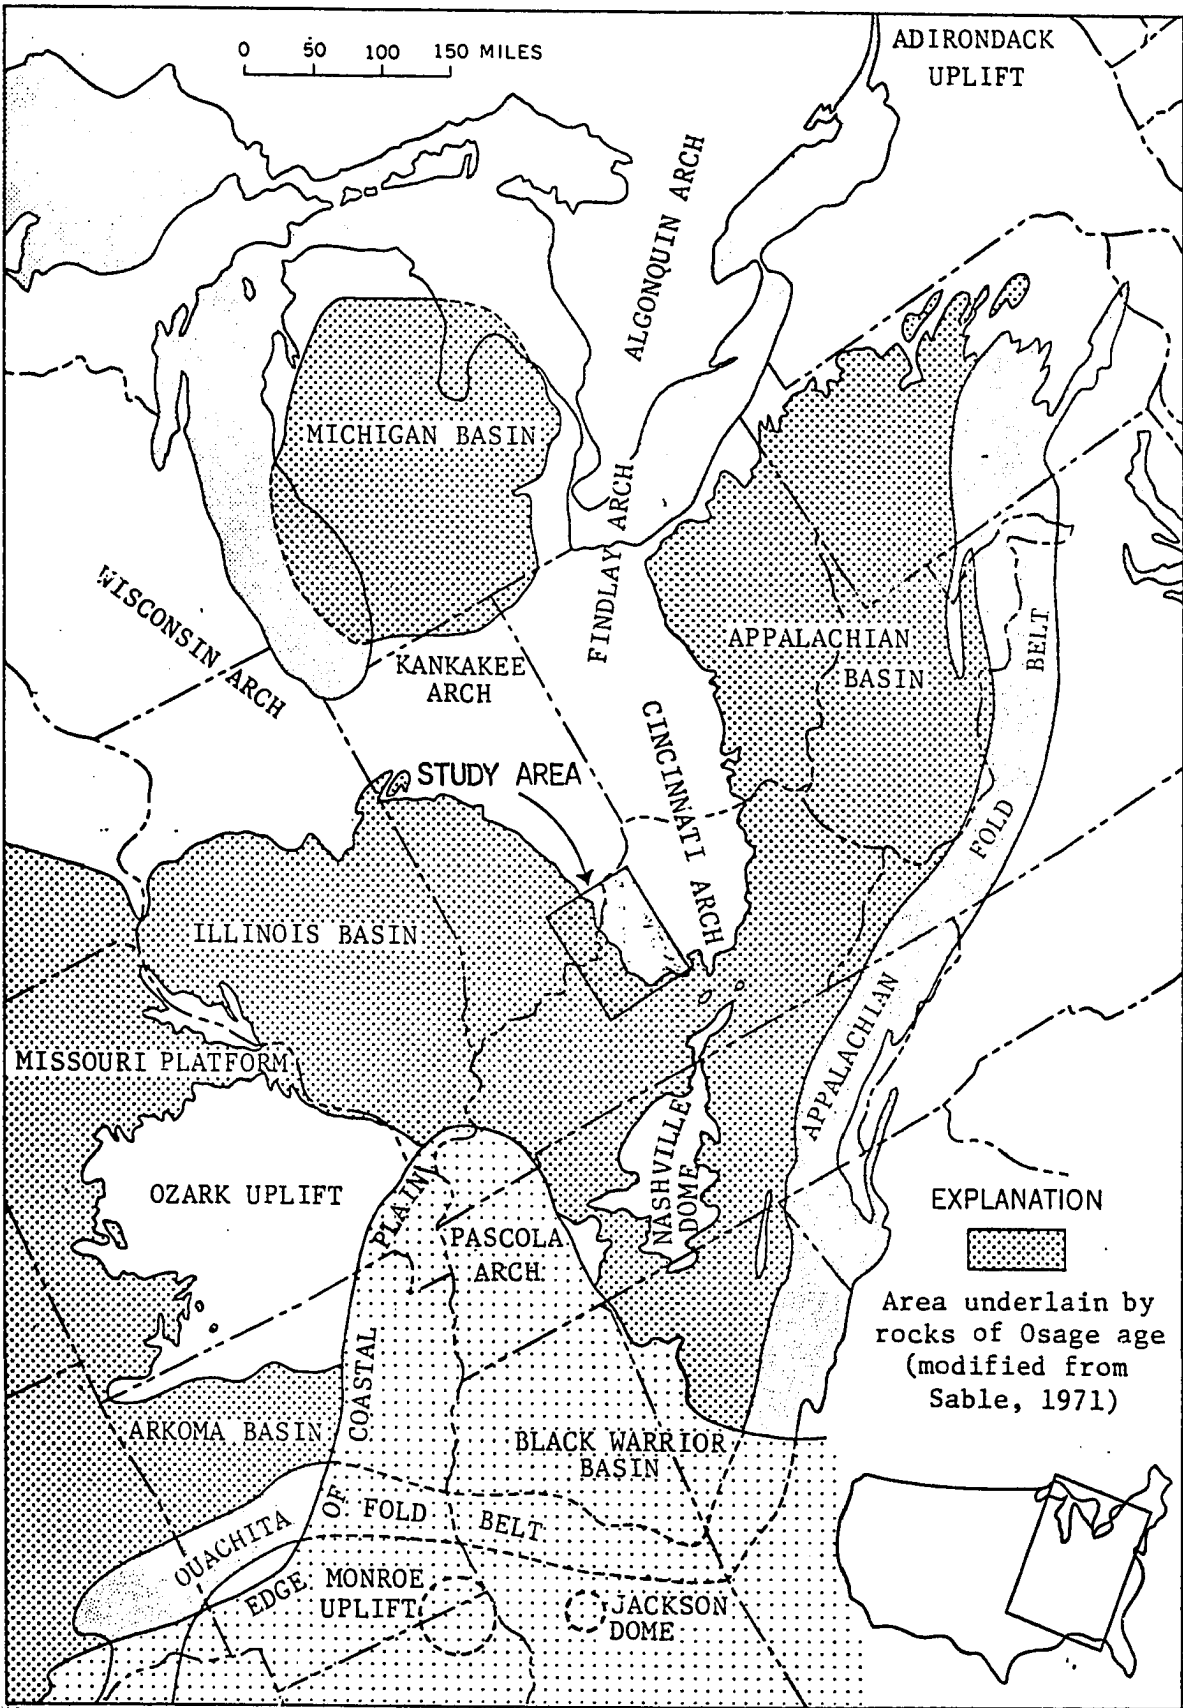 0 50 100 150 MILES
ADIRONDACK
UPLIFT
ALGONQUIN ARCH
MICHIGAN BASIN
FINDLAY ARCH
WISCONSIN ARCH
KANKAKEE
ARCH
APPALACHIAN
BASIN
STUDY AREA
CINCINNATI ARCH
APPALACHIAN FOLD BELT
ILLINOIS BASIN
MISSOURI PLATFORM
OZARK UPLIFT
NASHVILLE
DOME
PASCOLA
ARCH
EDGE OF COASTAL PLAIN
ARKOMA BASIN
BLACK WARRIOR
BASIN
OUACHITA FOLD BELT
MONROE
UPLIFT
JACKSON
DOME
EXPLANATION
Area underlain by
rocks of Osage age
(modified from
Sable, 1971)